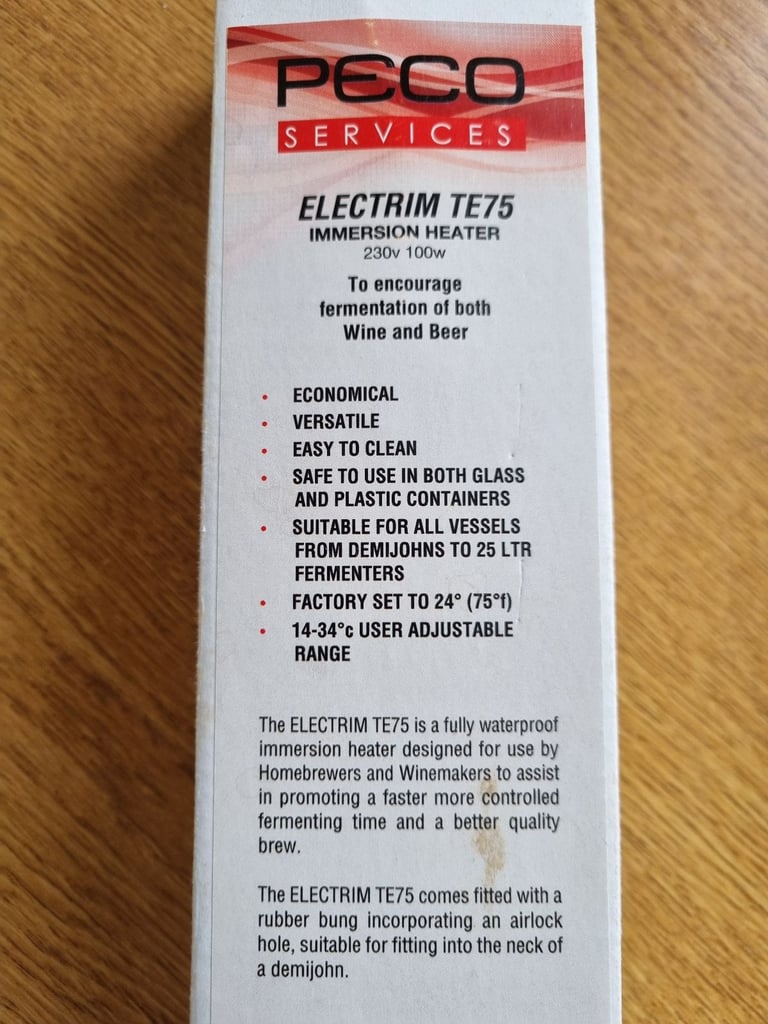 PECO
SERVICES
ELECTRIM TE75
IMMERSION HEATER
230v 100w
To encourage
fermentation of both
Wine and Beer
• ECONOMICAL
• VERSATILE
• EASY TO CLEAN
• SAFE TO USE IN BOTH GLASS
AND PLASTIC CONTAINERS
• SUITABLE FOR ALL VESSELS
FROM DEMIJOHNS TO 25 LTR
FERMENTERS
• FACTORY SET TO 24° (75°f)
• 14-34°c USER ADJUSTABLE
RANGE
The ELECTRIM TE75 is a fully waterproof
immersion heater designed for use by
Homebrewers and Winemakers to assist
in promoting a faster more controlled
fermenting time and a better quality
brew.
The ELECTRIM TE75 comes fitted with a
rubber bung incorporating an airlock
hole, suitable for fitting into the neck of
a demijohn.